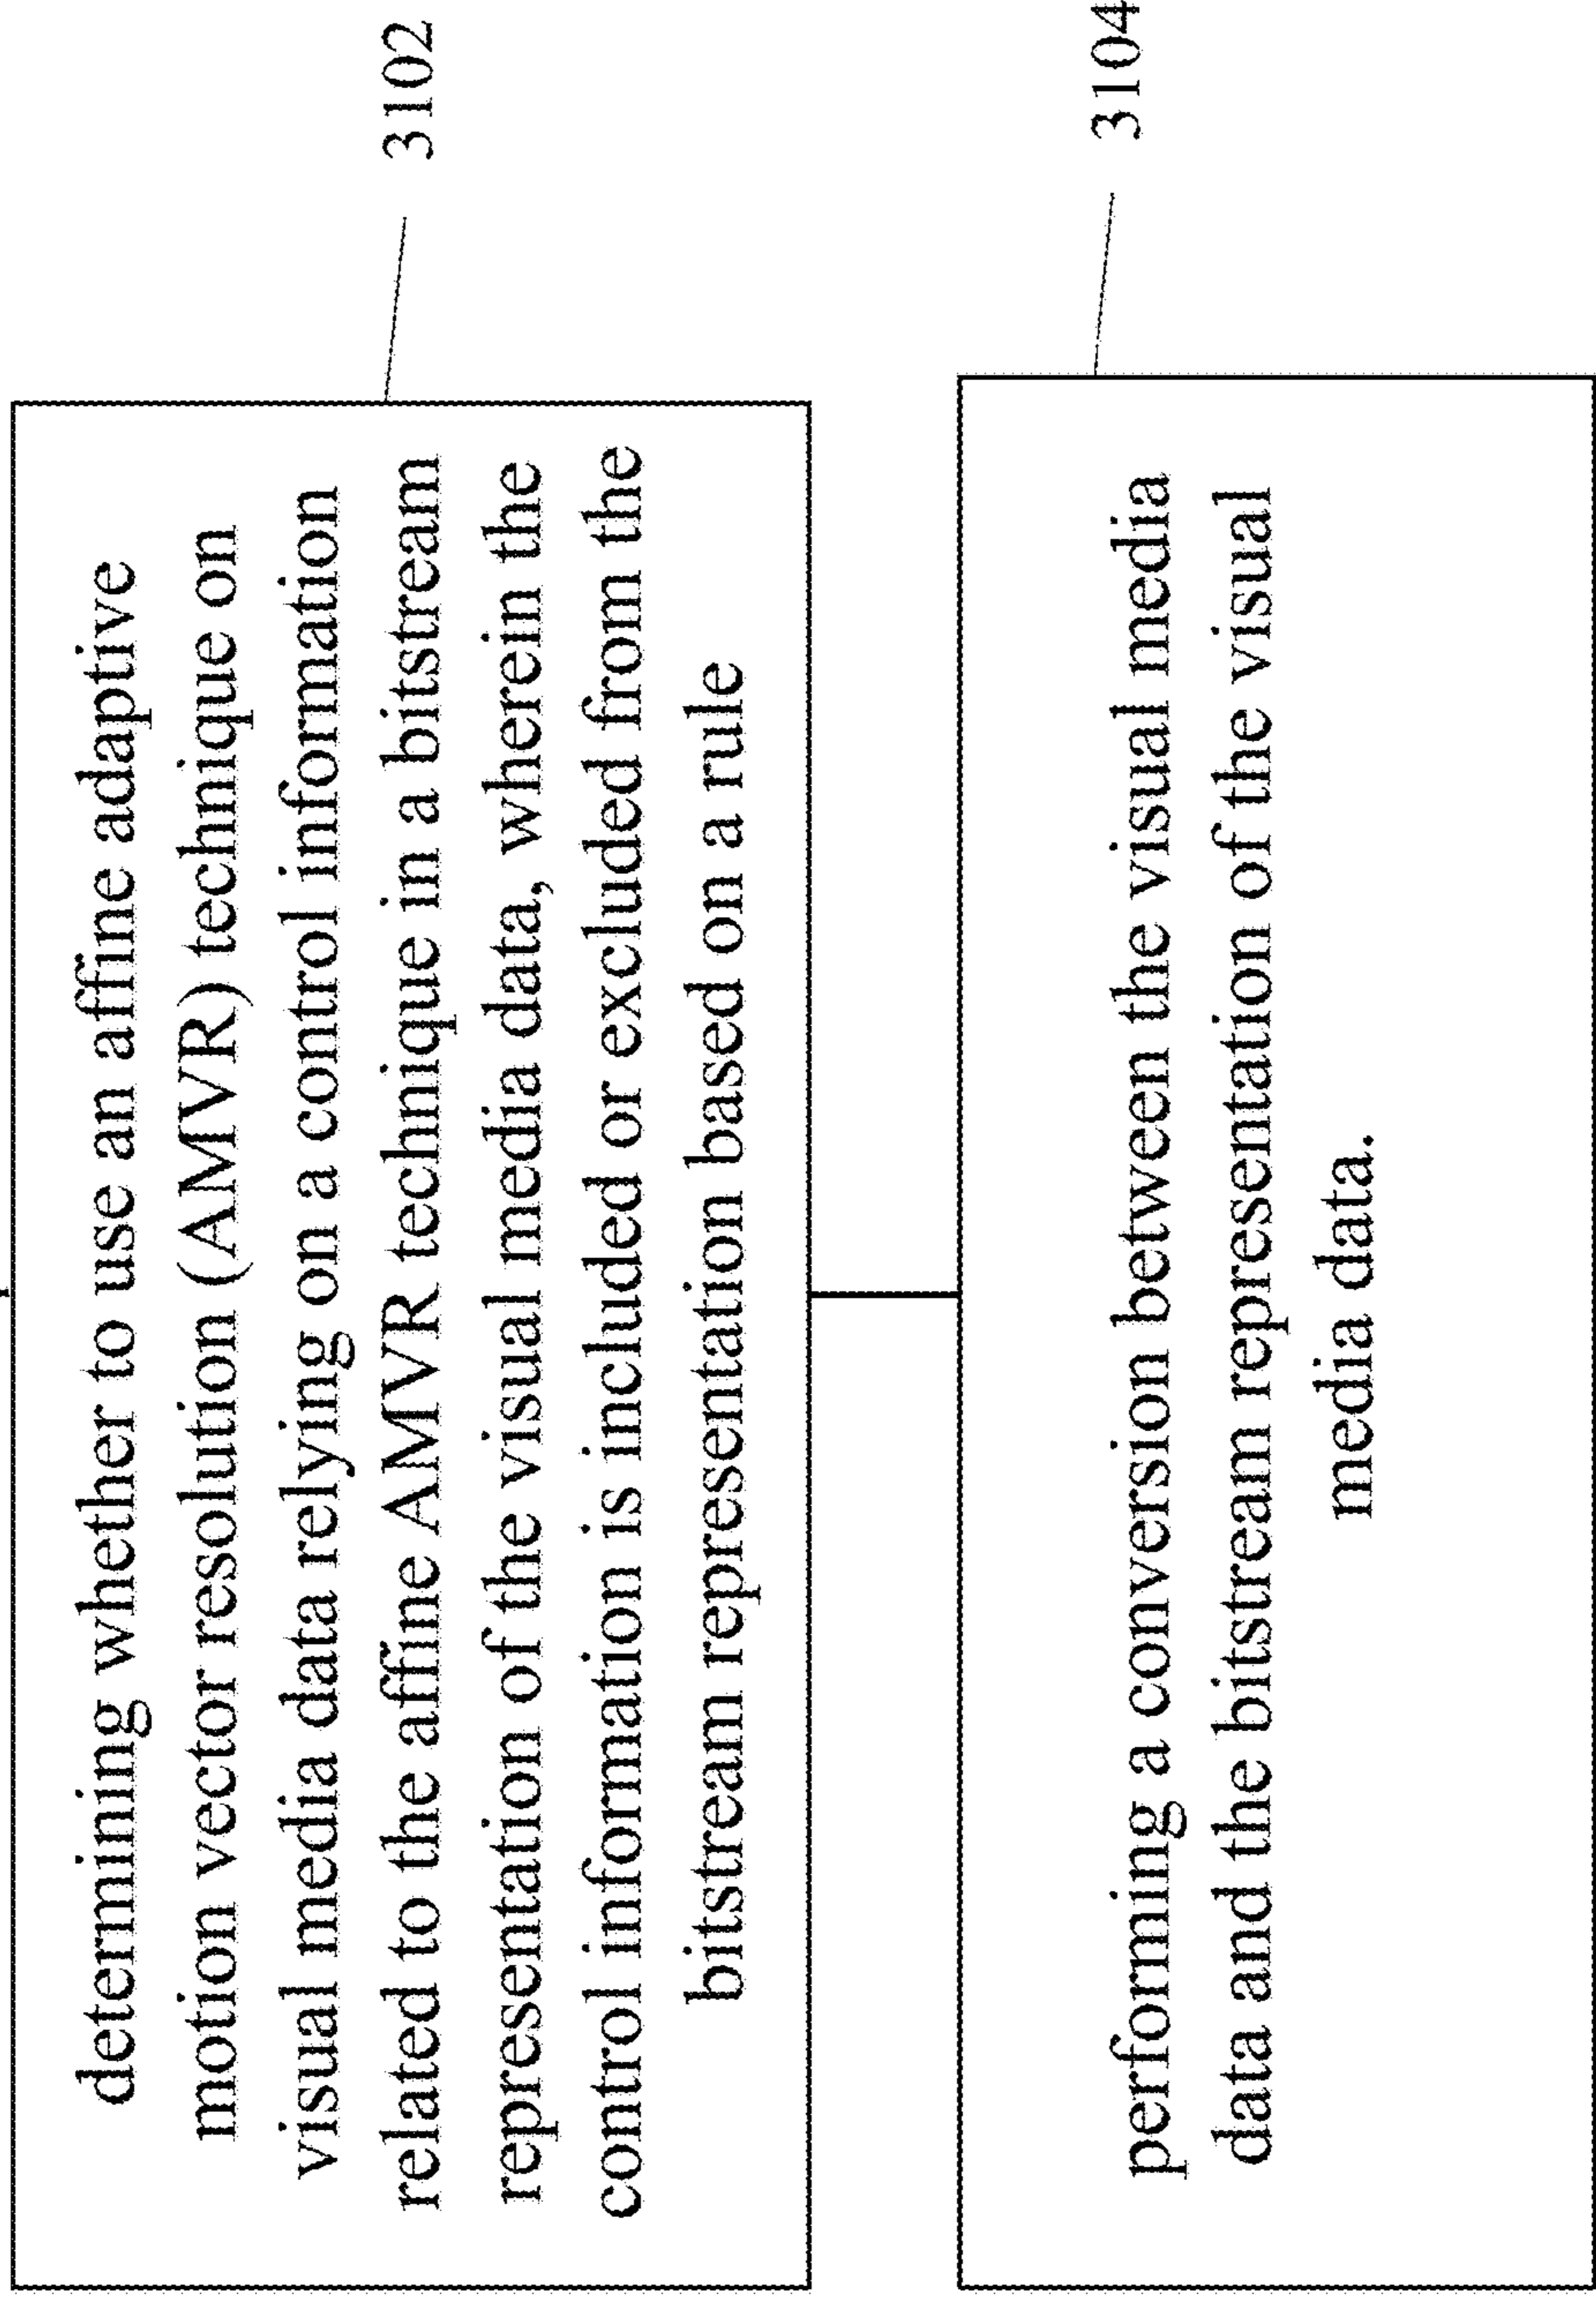 determining whether to use an affine adaptive
motion vector resolution (AMVR) technique on
visual media data relying on a control information
related to the affine AMVR technique in a bitstream
representation of the visual media data, wherein the
control information is included or excluded from the
bitstream representation based on a rule
3102
performing a conversion between the visual media
data and the bitstream representation of the visual
media data.
3104